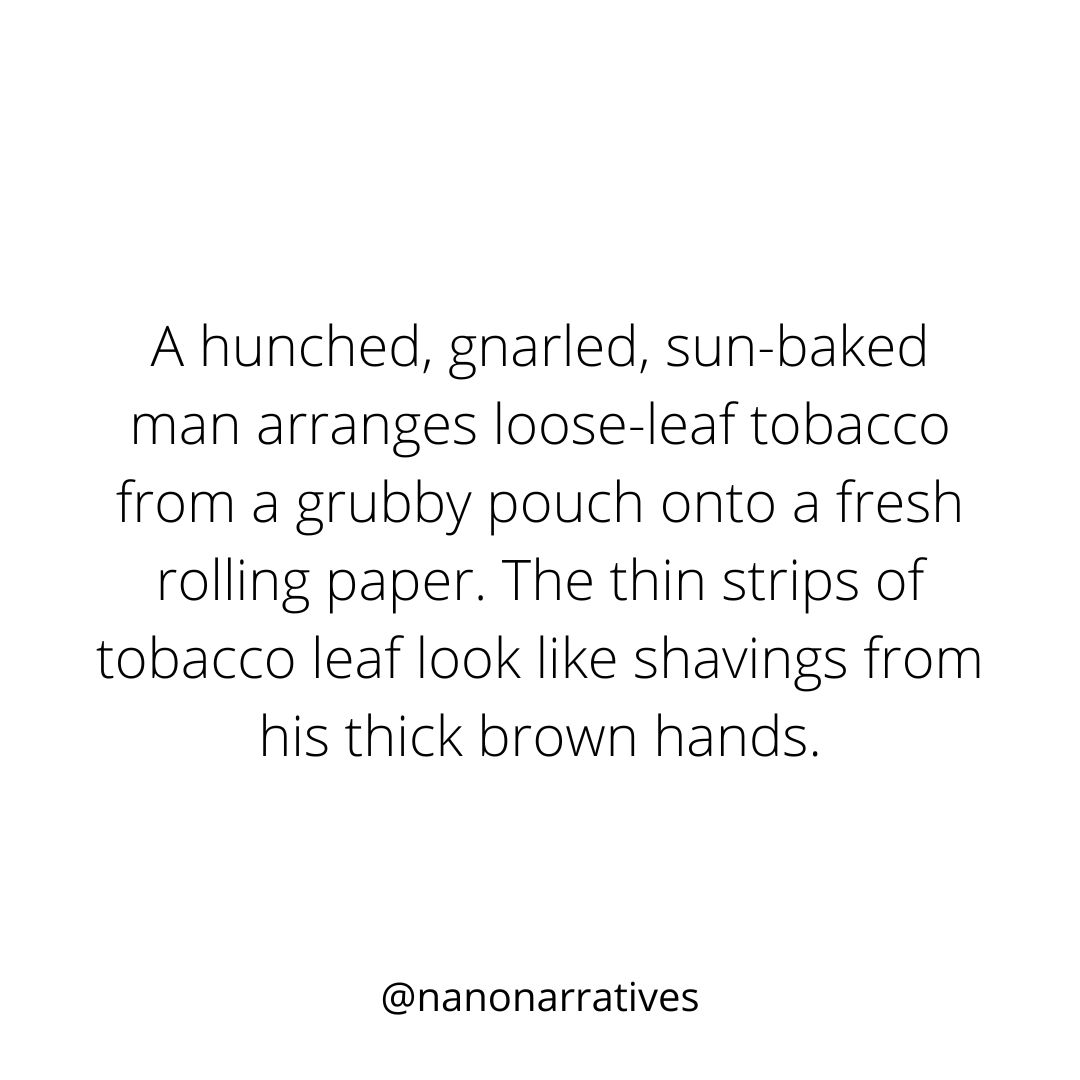 A hunched, gnarled, sun-baked
man arranges loose-leaf tobacco
from a grubby pouch onto a fresh
rolling paper. The thin strips of
tobacco leaf look like shavings from
his thick brown hands.
@nanonarratives